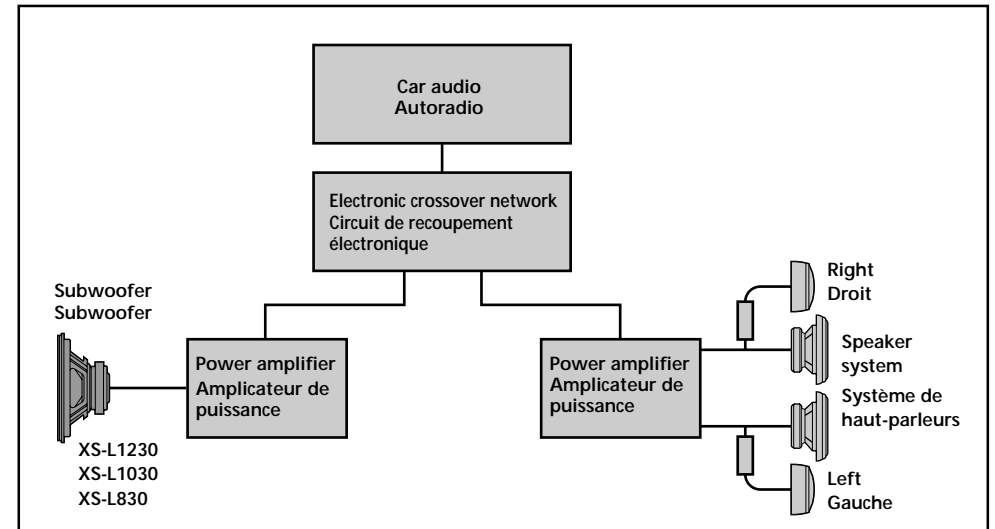 Car audio
Autoradio
Electronic crossover network
Circuit de recoupement
électronique
Subwoofer
Subwoofer
Power amplifier
Amplicateur de
puissance
XS-L1230
XS-L1030
XS-L830
Power amplifier
Amplicateur de
puissance
Right
Droit
Speaker
system
Système de
haut-parleurs
Left
Gauche